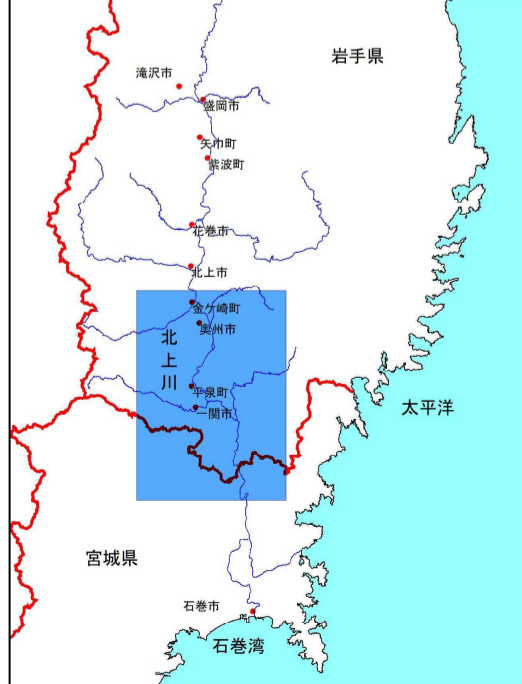 岩手県
滝沢市
盛岡市
矢巾町
紫波町
花巻市
北上市
金ケ崎町
奥州市
北上川
平泉町
一関市
太平洋
宮城県
石巻市
石巻湾